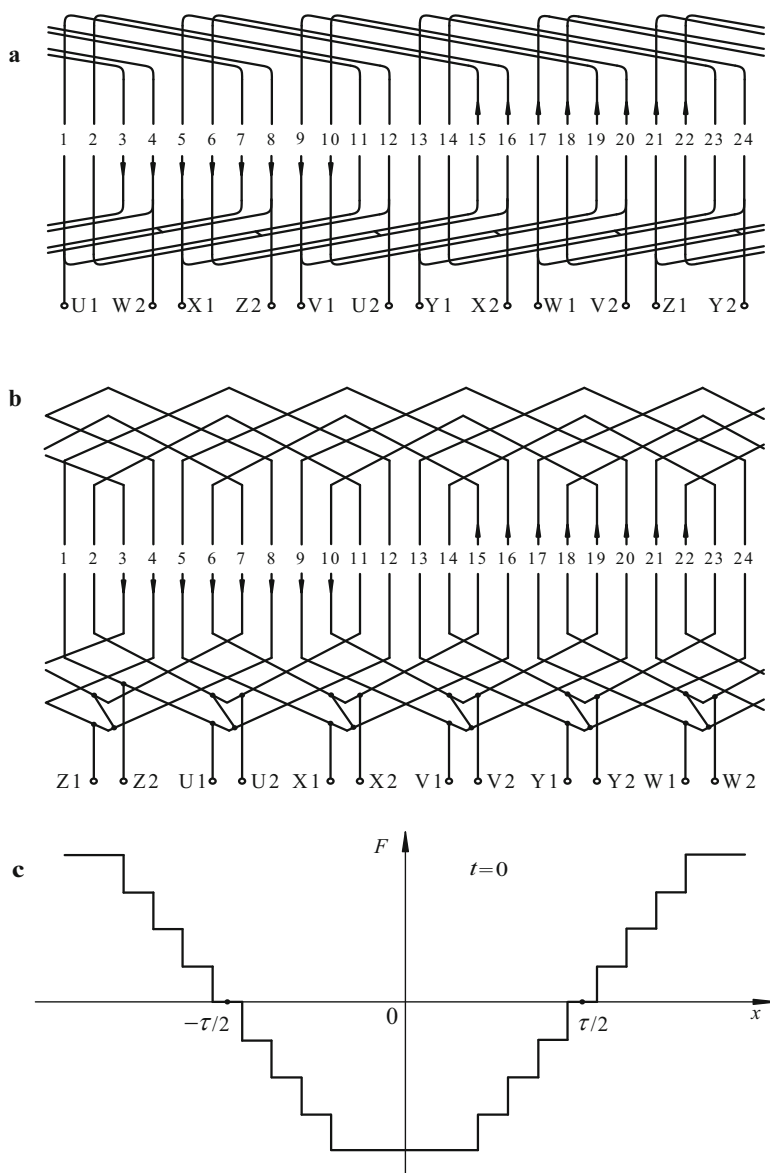 a
1 2 3 4 5 6 7 8 9 10 11 12 13 14 15 16 17 18 19 20 21 22 23 24
U1 W2 X1 Z2 V1 U2 Y1 X2 W1 V2 Z1 Y2
b
1 2 3 4 5 6 7 8 9 10 11 12 13 14 15 16 17 18 19 20 21 22 23 24
Z1 Z2 U1 U2 X1 X2 V1 V2 Y1 Y2 W1 W2
c
F t=0
−τ/2 0 τ/2 x